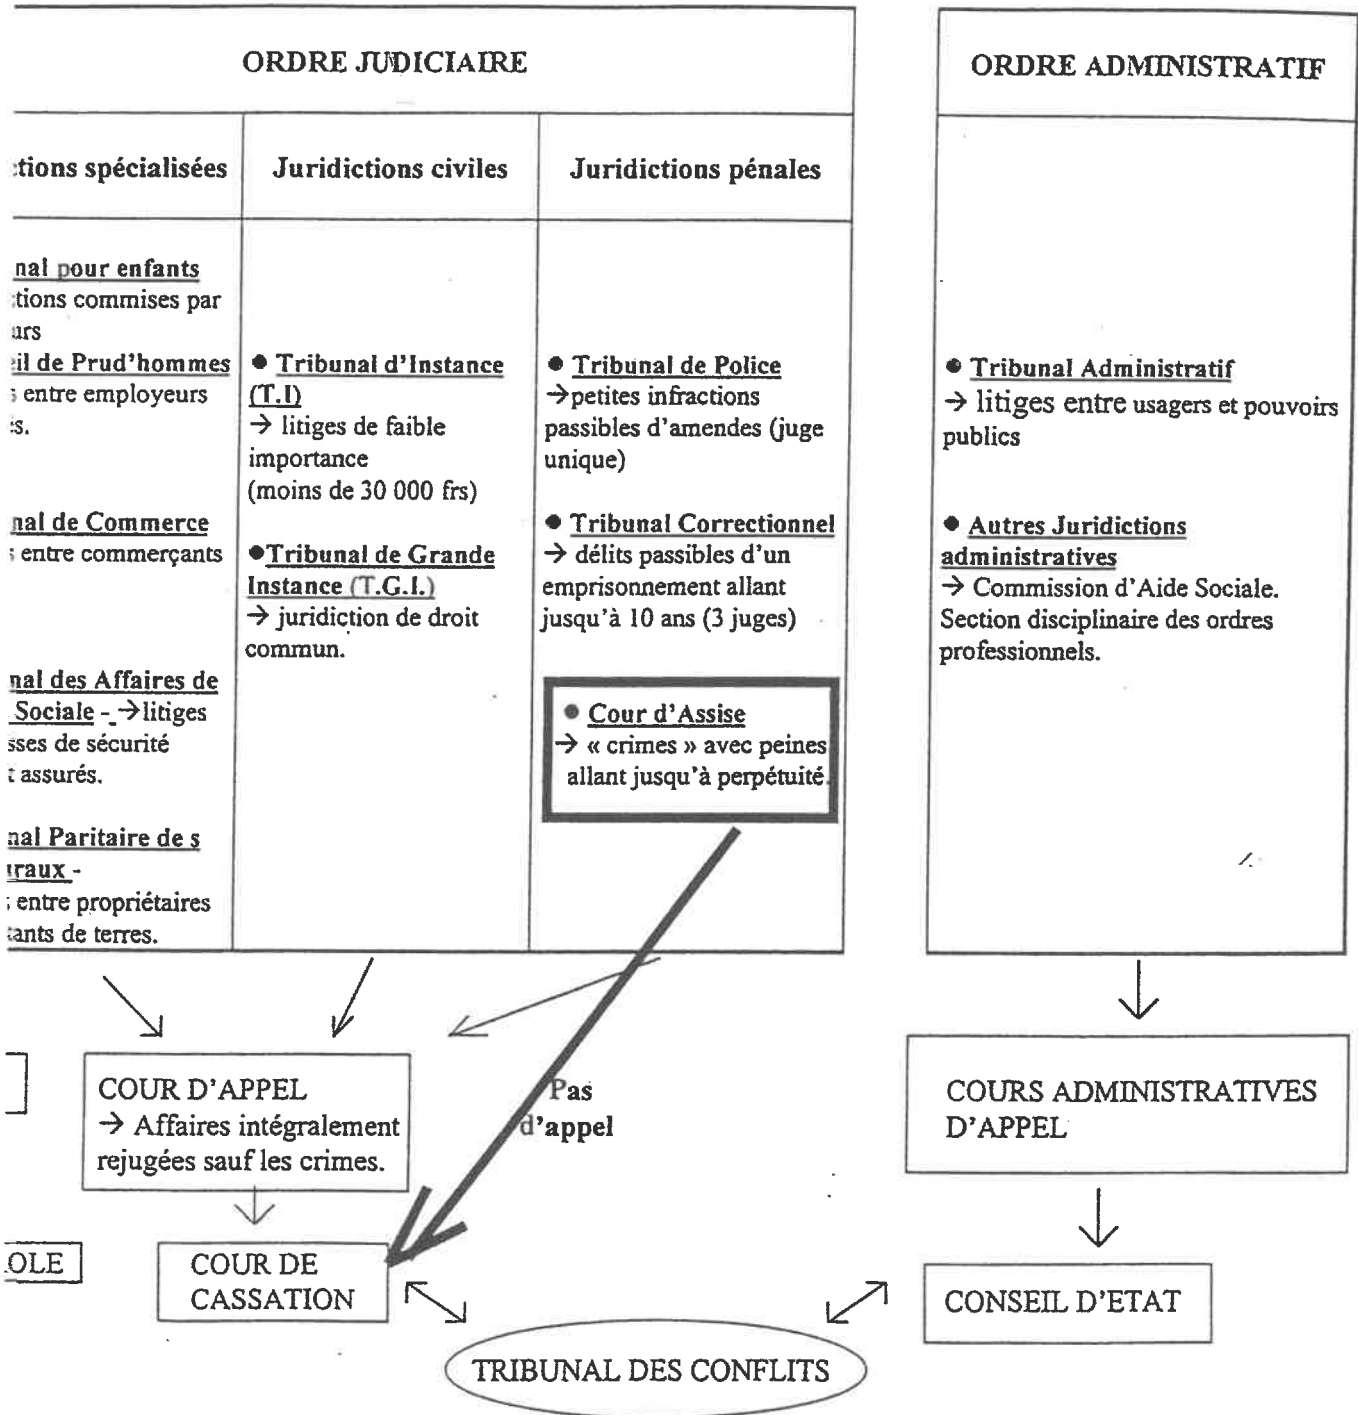 ORDRE JUDICIAIRE
ctions spécialisées
Juridictions civiles
Juridictions pénales
nal pour enfants
ctions commises par
urs
eil de Prud'hommes
s entre employeurs
és.
nal de Commerce
s entre commerçants
nal des Affaires de
Sociale - → litiges
sses de sécurité
t assurés.
nal Paritaire de s
uraux -
s entre propriétaires
tants de terres.
● Tribunal d'Instance
(T.I)
→ litiges de faible
importance
(moins de 30 000 frs)
●Tribunal de Grande
Instance (T.G.I.)
→ juridiction de droit
commun.
● Tribunal de Police
→petites infractions
passibles d'amendes (juge
unique)
● Tribunal Correctionnel
→ délits passibles d'un
emprisonnement allant
jusqu'à 10 ans (3 juges)
● Cour d'Assise
→ « crimes » avec peines
allant jusqu'à perpétuité.
ORDRE ADMINISTRATIF
● Tribunal Administratif
→ litiges entre usagers et pouvoirs
publics
● Autres Juridictions
administratives
→ Commission d'Aide Sociale.
Section disciplinaire des ordres
professionnels.
COUR D'APPEL
→ Affaires intégralement
rejugées sauf les crimes.
Pas
d'appel
COURS ADMINISTRATIVES
D'APPEL
OLE
COUR DE
CASSATION
CONSEIL D'ETAT
TRIBUNAL DES CONFLITS